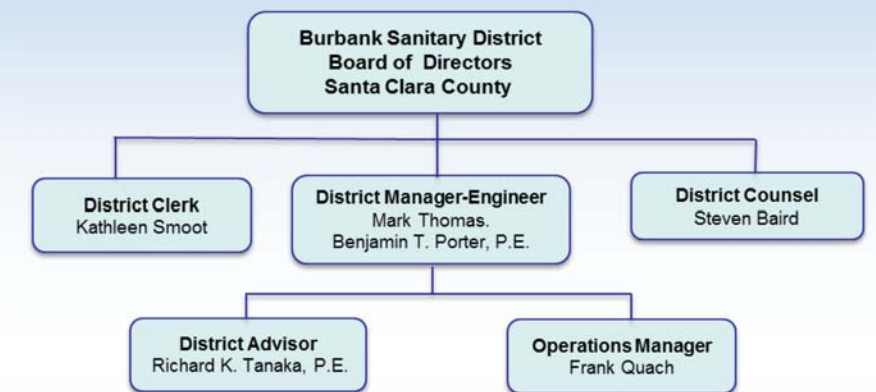 Burbank Sanitary District
Board of Directors
Santa Clara County
District Clerk
Kathleen Smoot
District Manager-Engineer
Mark Thomas.
Benjamin T. Porter, P.E.
District Counsel
Steven Baird
District Advisor
Richard K. Tanaka, P.E.
Operations Manager
Frank Quach